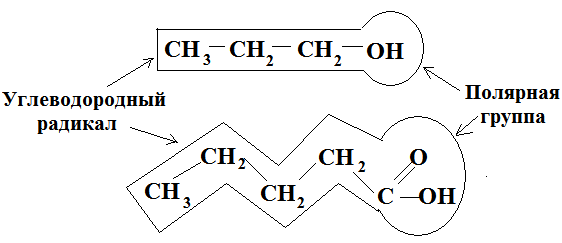 CH3—CH2—CH2—OH
Углеводородный
радикал
Полярная
группа
CH2 CH2 O
CH3 CH2 C—OH